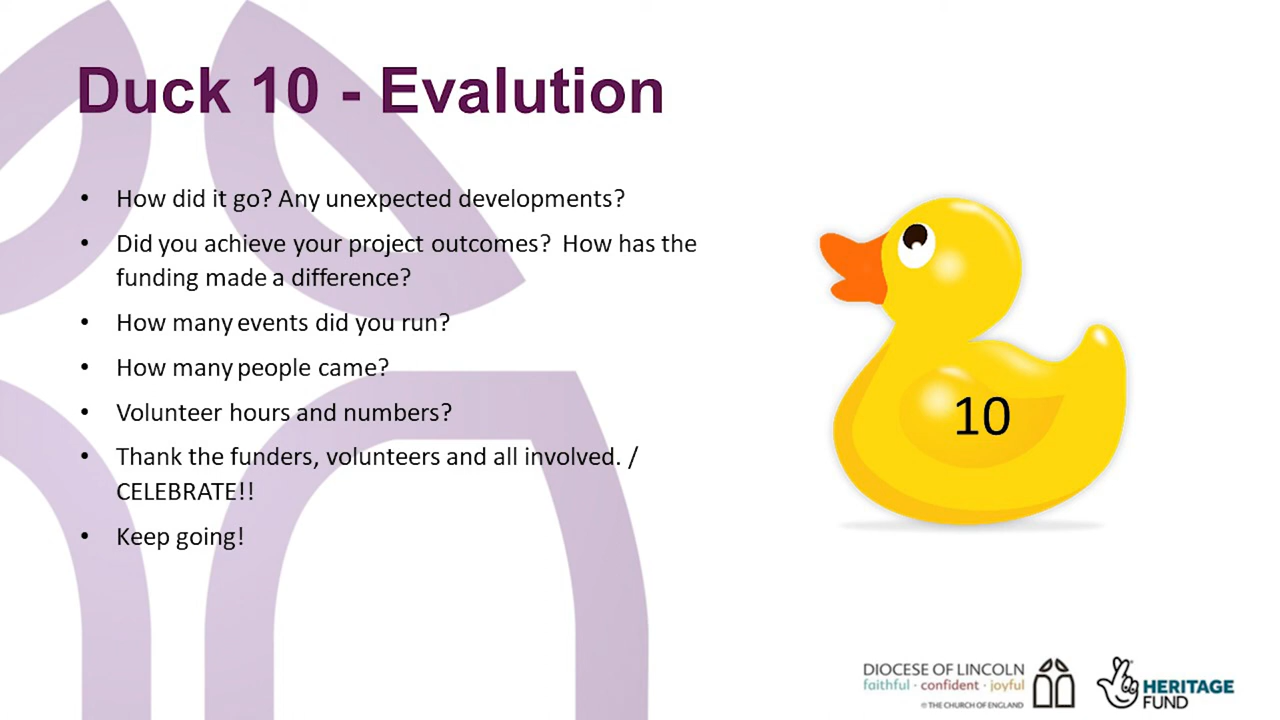 Duck 10 - Evalution
• How did it go? Any unexpected developments?
• Did you achieve your project outcomes? How has the
funding made a difference?
• How many events did you run?
• How many people came?
• Volunteer hours and numbers?
• Thank the funders, volunteers and all involved. /
CELEBRATE!!
• Keep going!
10
DIOCESE OF LINCOLN
faithful · confident · joyful
© THE CHURCH OF ENGLAND
HERITAGE
FUND